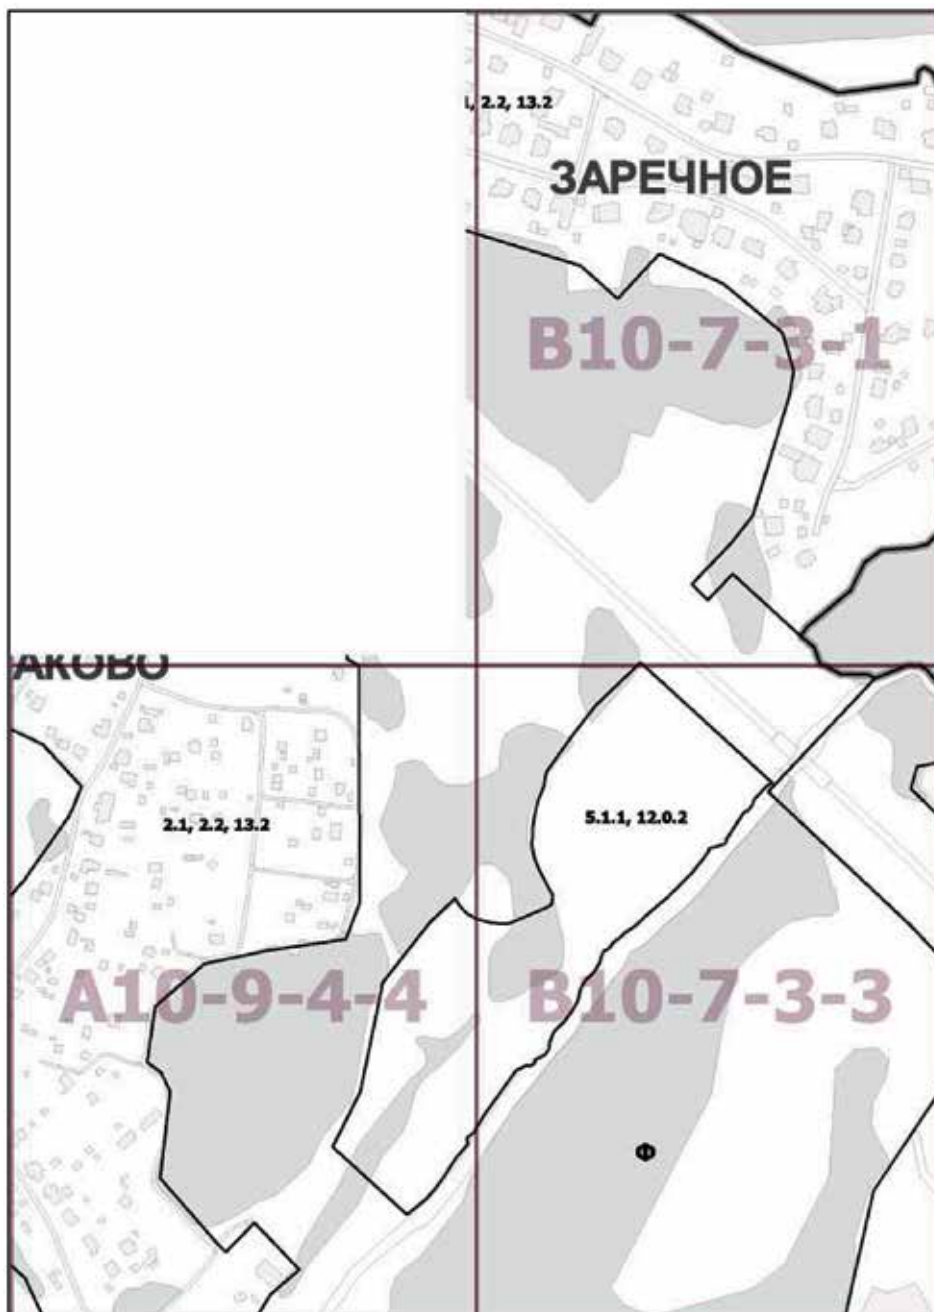 2.2, 13.2
ЗАРЕЧНОЕ
B10-7-3-1
АКОВО
2.1, 2.2, 13.2
5.1.1, 12.0.2
A10-9-4-4
B10-7-3-3
Ф